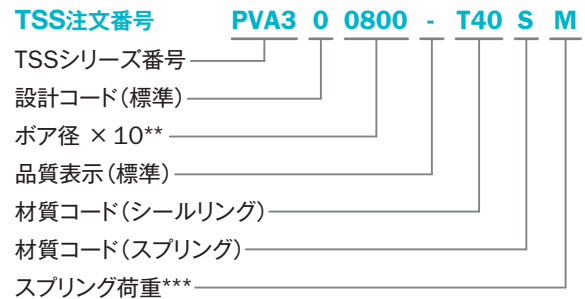 TSS注文番号 PVA3 0 0800 - T40 S M
TSSシリーズ番号
設計コード(標準)
ボア径 × 10**
品質表示(標準)
材質コード(シールリング)
材質コード(スプリング)
スプリング荷重***